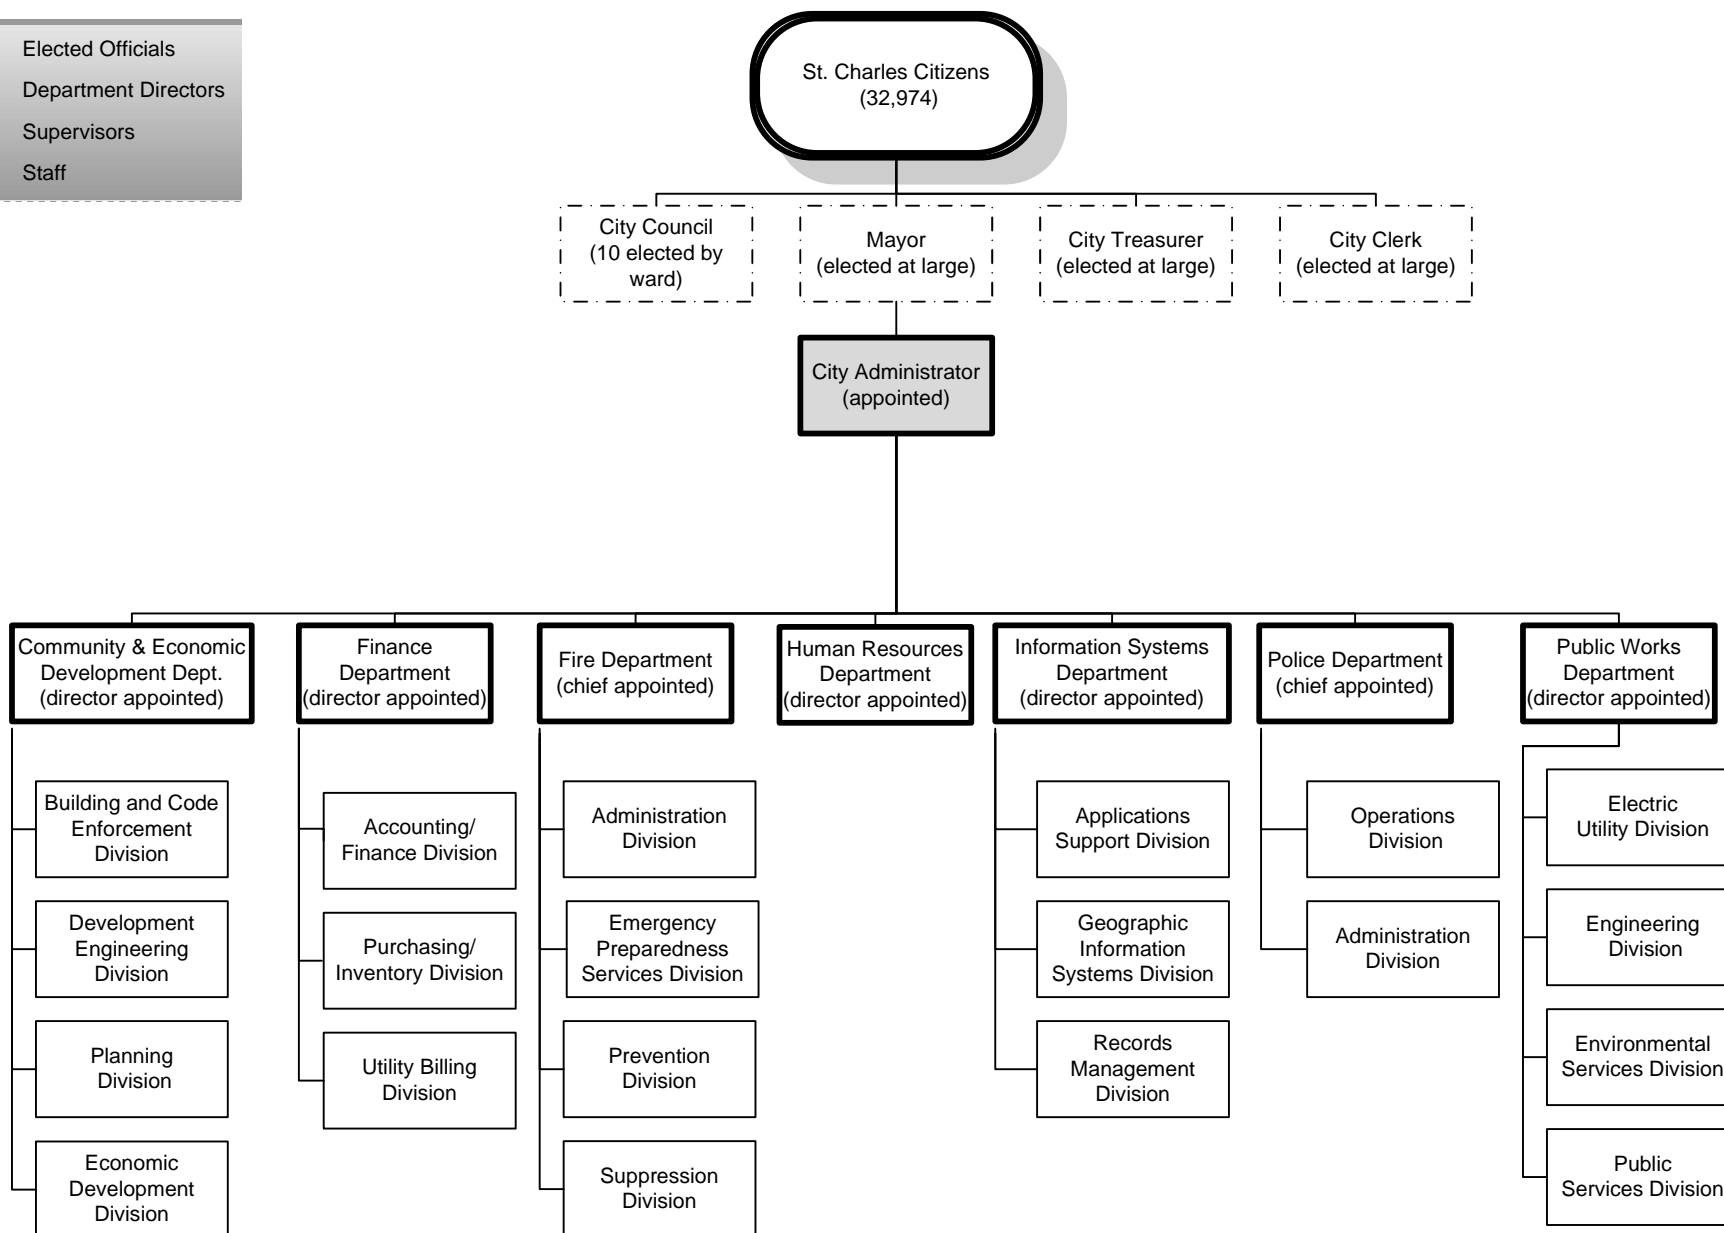 Elected Officials
Department Directors
Supervisors
Staff
St. Charles Citizens
(32,974)
City Council
(10 elected by
ward)
Mayor
(elected at large)
City Treasurer
(elected at large)
City Clerk
(elected at large)
City Administrator
(appointed)
Community & Economic
Development Dept.
(director appointed)
Finance
Department
(director appointed)
Fire Department
(chief appointed)
Human Resources
Department
(director appointed)
Information Systems
Department
(director appointed)
Police Department
(chief appointed)
Public Works
Department
(director appointed)
Building and Code
Enforcement
Division
Development
Engineering
Division
Planning
Division
Economic
Development
Division
Accounting/
Finance Division
Purchasing/
Inventory Division
Utility Billing
Division
Administration
Division
Emergency
Preparedness
Services Division
Prevention
Division
Suppression
Division
Applications
Support Division
Geographic
Information
Systems Division
Records
Management
Division
Operations
Division
Administration
Division
Electric
Utility Division
Engineering
Division
Environmental
Services Division
Public
Services Division